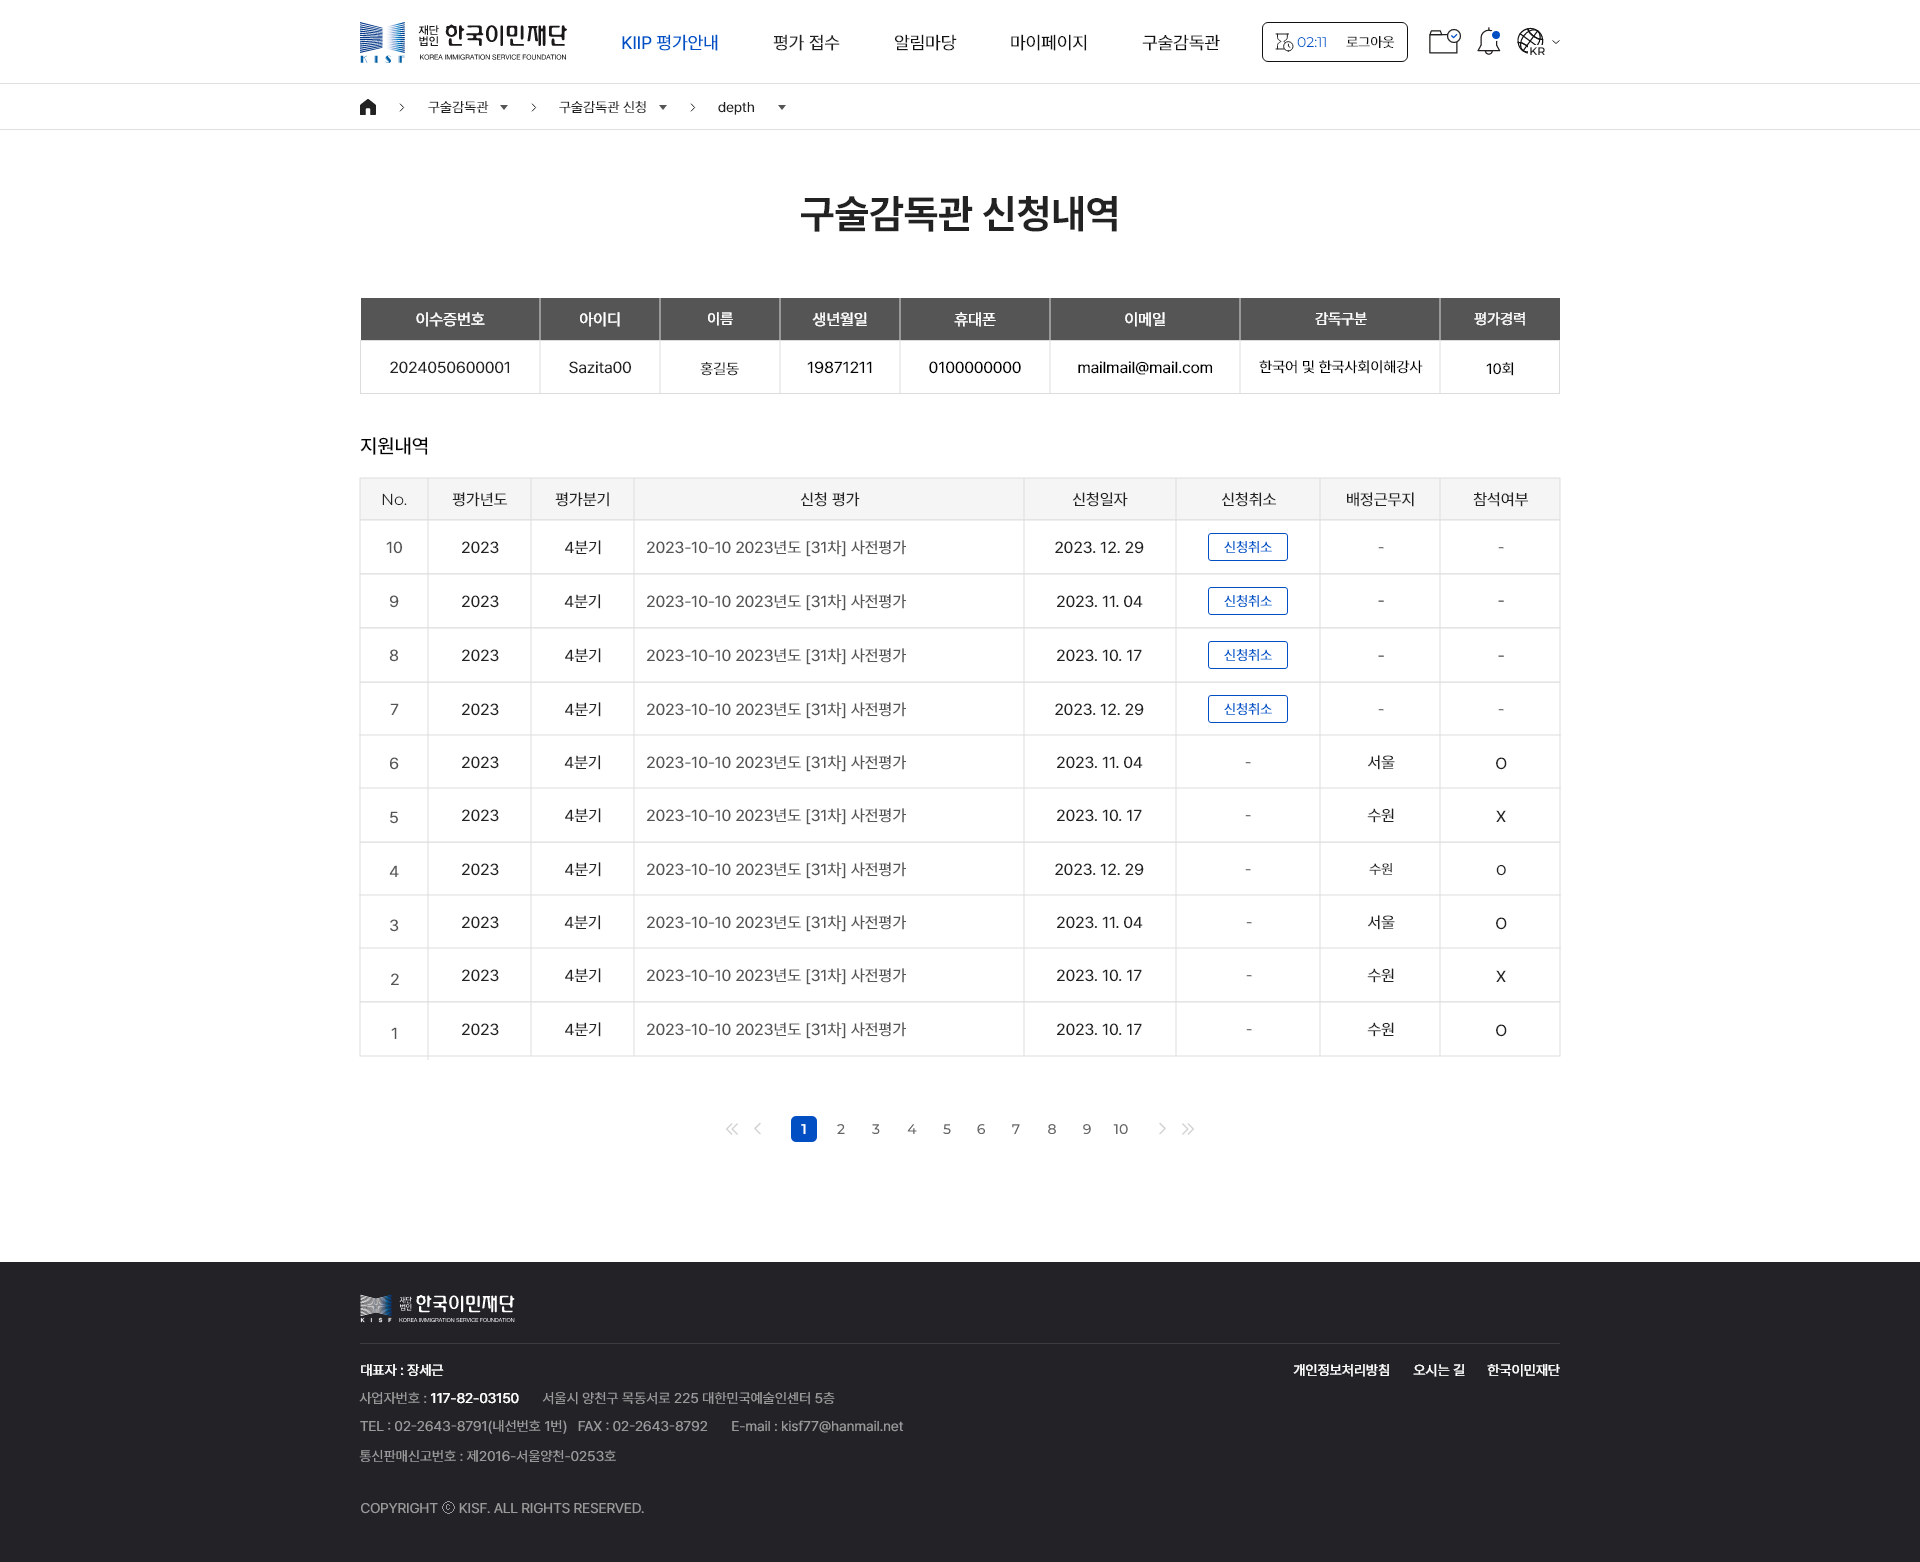 재단
법인 한국이민재단
KOREA IMMIGRATION SERVICE FOUNDATION
KISF
KIIP 평가안내 평가 접수 알림마당 마이페이지 구술감독관 02:11 로그아웃 KR
구술감독관 구술감독관 신청 depth
구술감독관 신청내역
이수증번호 아이디 이름 생년월일 휴대폰 이메일 감독구분 평가경력
2024050600001 Sazita00 홍길동 19871211 0100000000 mailmail@mail.com 한국어 및 한국사회이해강사 10회
지원내역
No. 평가년도 평가분기 신청 평가 신청일자 신청취소 배정근무지 참석여부
10 2023 4분기 2023-10-10 2023년도 [31차] 사전평가 2023. 12. 29 신청취소 - -
9 2023 4분기 2023-10-10 2023년도 [31차] 사전평가 2023. 11. 04 신청취소 - -
8 2023 4분기 2023-10-10 2023년도 [31차] 사전평가 2023. 10. 17 신청취소 - -
7 2023 4분기 2023-10-10 2023년도 [31차] 사전평가 2023. 12. 29 신청취소 - -
6 2023 4분기 2023-10-10 2023년도 [31차] 사전평가 2023. 11. 04 - 서울 O
5 2023 4분기 2023-10-10 2023년도 [31차] 사전평가 2023. 10. 17 - 수원 X
4 2023 4분기 2023-10-10 2023년도 [31차] 사전평가 2023. 12. 29 - 수원 O
3 2023 4분기 2023-10-10 2023년도 [31차] 사전평가 2023. 11. 04 - 서울 O
2 2023 4분기 2023-10-10 2023년도 [31차] 사전평가 2023. 10. 17 - 수원 X
1 2023 4분기 2023-10-10 2023년도 [31차] 사전평가 2023. 10. 17 - 수원 O
1 2 3 4 5 6 7 8 9 10
재단
법인 한국이민재단
KISF KOREA IMMIGRATION SERVICE FOUNDATION
대표자 : 장세근 개인정보처리방침 오시는 길 한국이민재단
사업자번호 : 117-82-03150 서울시 양천구 목동서로 225 대한민국예술인센터 5층
TEL : 02-2643-8791(내선번호 1번) FAX : 02-2643-8792 E-mail : kisf77@hanmail.net
통신판매신고번호 : 제2016-서울양천-0253호
COPYRIGHT ⓒ KISF. ALL RIGHTS RESERVED.